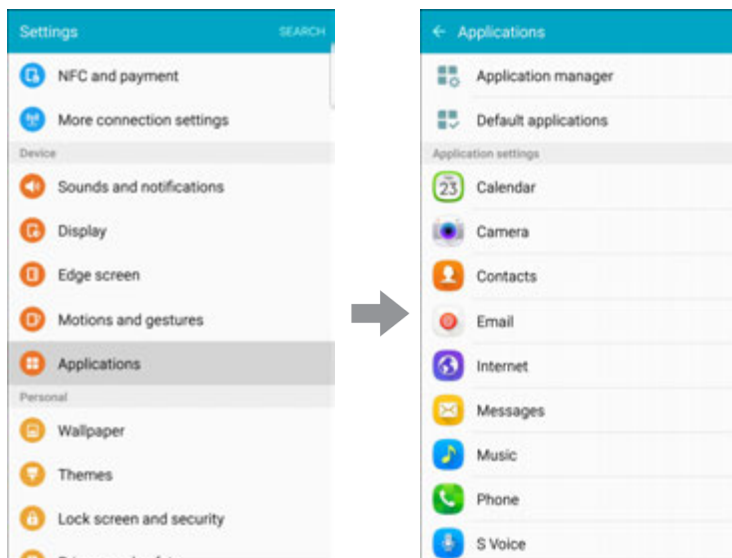 Settings
SEARCH
NFC and payment
More connection settings
Device
Sounds and notifications
Display
Edge screen
Motions and gestures
Applications
Personal
Wallpaper
Themes
Lock screen and security
Applications
Application manager
Default applications
Application settings
23
Calendar
Camera
Contacts
Email
Internet
Messages
Music
Phone
S Voice